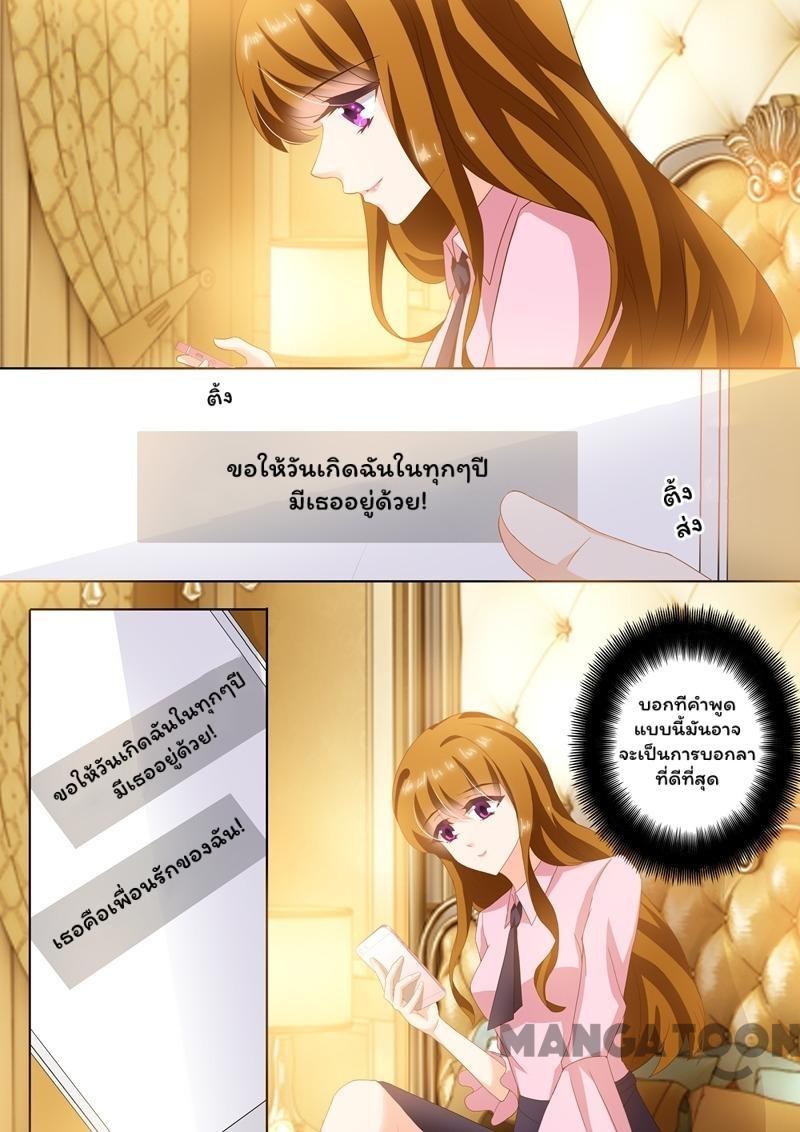 ติ้ง
ขอให้วันเกิดฉันในทุกๆปี
มีเธออยู่ด้วย!
ติ้ง
ส่ง
ขอให้วันเกิดฉันในทุกๆปี
มีเธออยู่ด้วย!
เธอคือเพื่อนรักของฉัน!
บอกทีคำพูด
แบบนี้มันอาจ
จะเป็นการบอกลา
ที่ดีที่สุด
MANGATOON